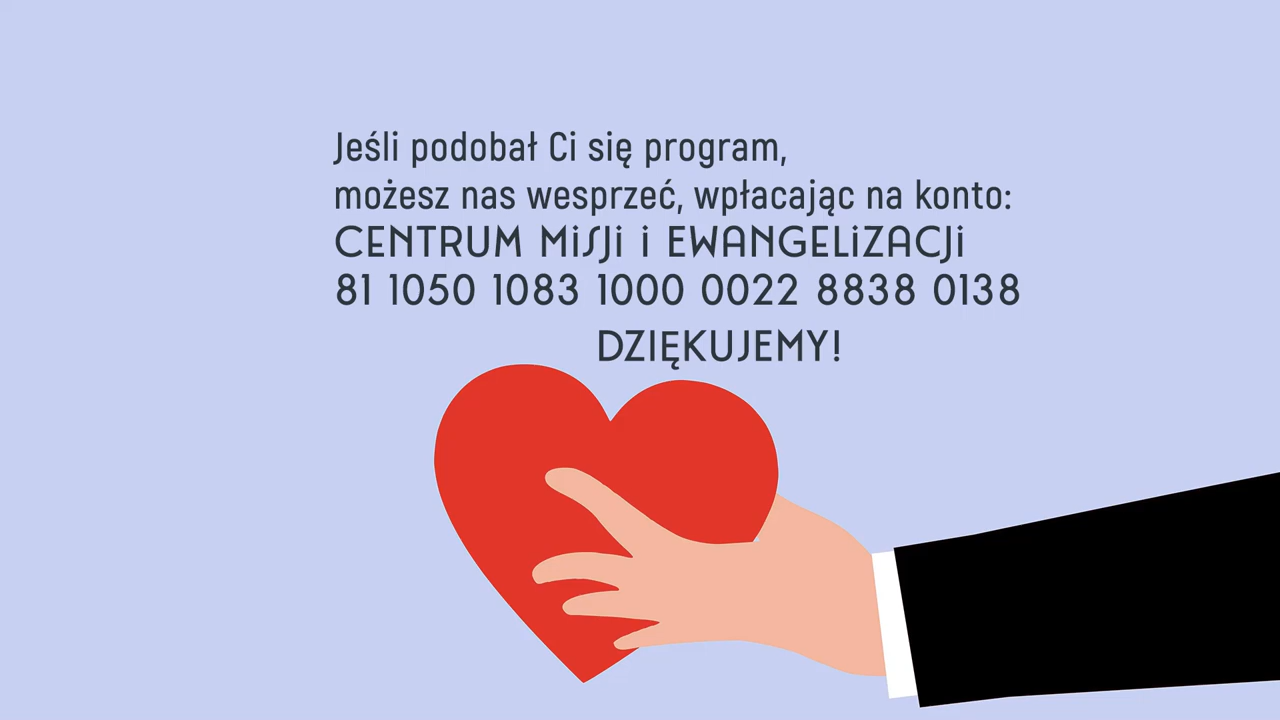 Jeśli podobał Ci się program,
możesz nas wesprzeć, wpłacając na konto:
CENTRUM MiSJi i EWANGELiZACJi
81 1050 1083 1000 0022 8838 0138
DZIĘKUJEMY!